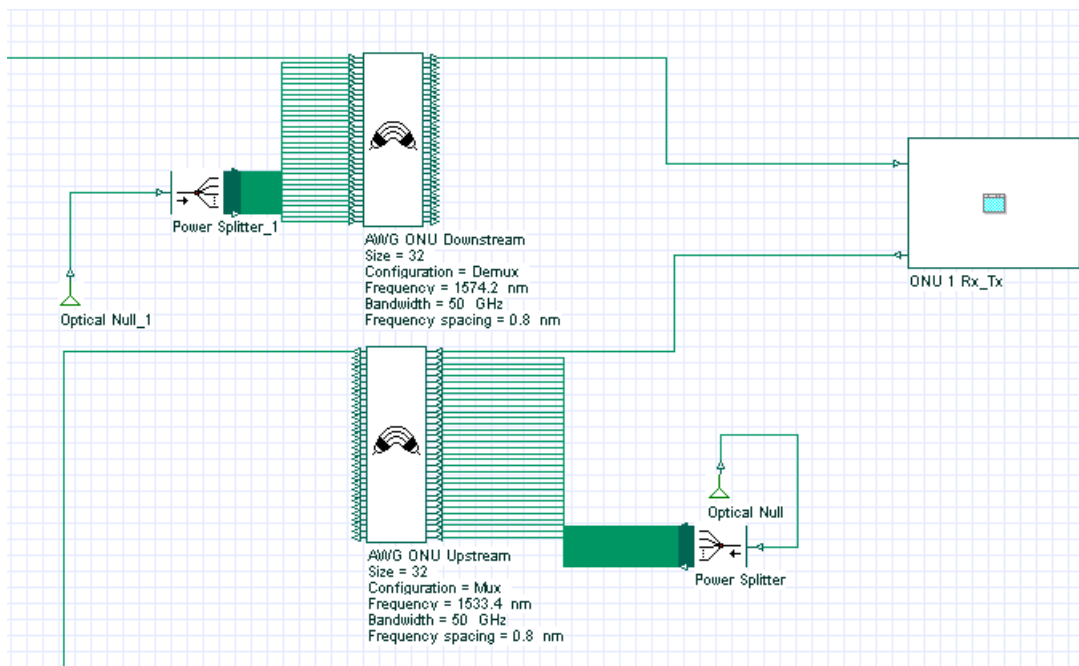 Power Splitter_1
Optical Null_1
AWG ONU Downstream
Size = 32
Configuration = Demux
Frequency = 1574.2 nm
Bandwidth = 50 GHz
Frequency spacing = 0.8 nm
ONU 1 Rx_Tx
AWG ONU Upstream
Size = 32
Configuration = Mux
Frequency = 1533.4 nm
Bandwidth = 50 GHz
Frequency spacing = 0.8 nm
Optical Null
Power Splitter